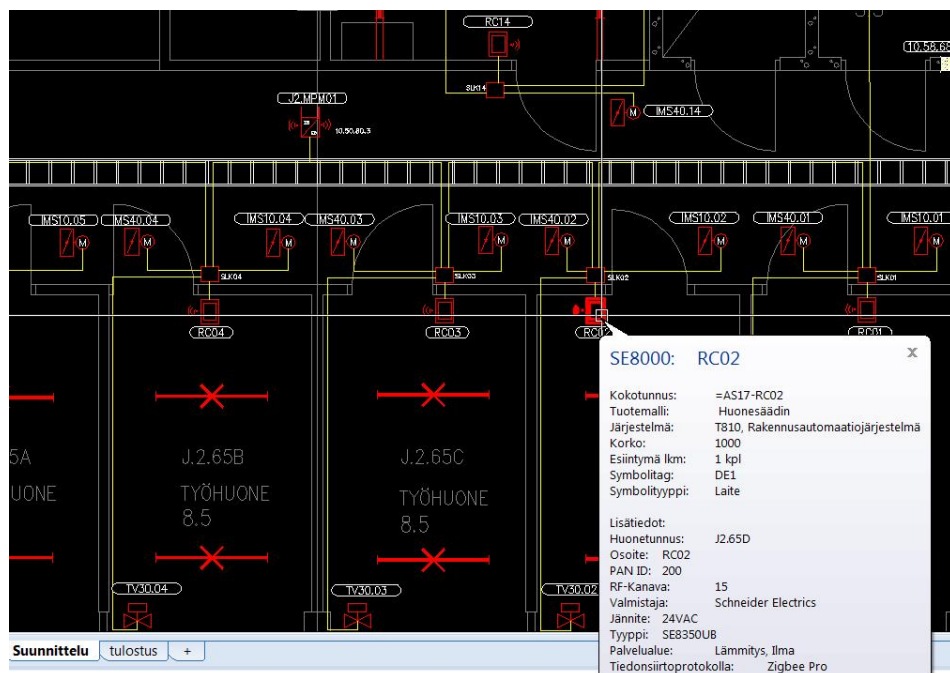 RC14
10.58.68
SLK14
J2.MPM01
IMS40.14
M
10.50.80.3
IMS10.05 IMS40.04 IMS10.04 IMS40.03 IMS10.03 IMS40.02 IMS10.02 IMS40.01 IMS10.01
M M M M M M M M M
SLK04 SLK03 SLK02 SLK01
RC04 RC03 RC02 RC01
SE8000: RC02 x
Kokotunnus: =AS17-RC02
Tuotemalli: Huonesäädin
Järjestelmä: T810, Rakennusautomaatiojärjestelmä
Korko: 1000
Esiintymä lkm: 1 kpl
Symbolitag: DE1
Symbolityyppi: Laite
Lisätiedot:
Huonetunnus: J2.65D
Osoite: RC02
PAN ID: 200
RF-Kanava: 15
Valmistaja: Schneider Electrics
Jännite: 24VAC
Tyyppi: SE8350UB
Palvelualue: Lämmitys, Ilma
Tiedonsiirtoprotokolla: Zigbee Pro
5A J.2.65B J.2.65C
UONE TYÖHUONE TYÖHUONE
8.5 8.5
TV30.04 TV30.03 TV30.02
Suunnittelu tulostus +